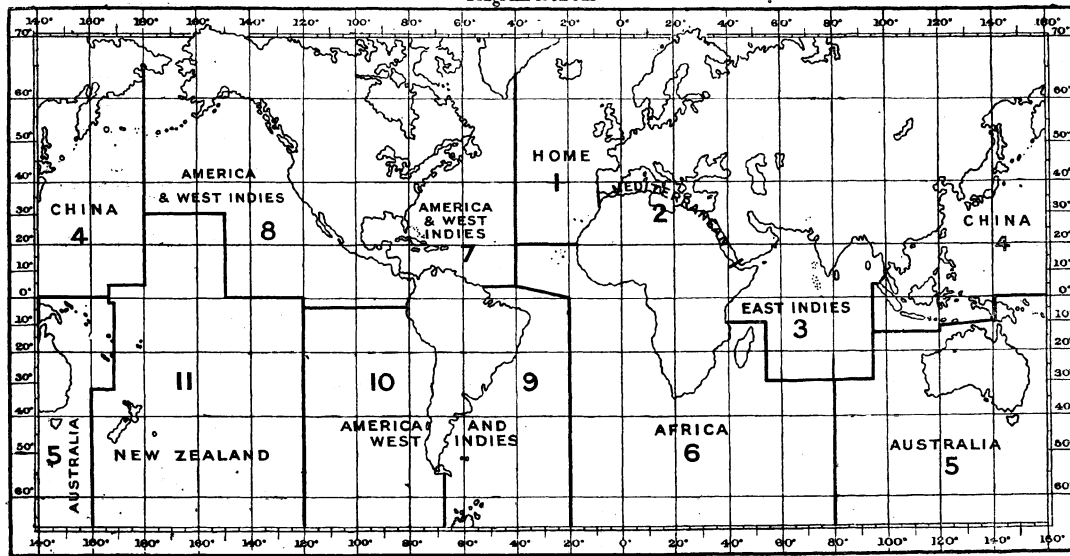 140° 160° 180° 160° 140° 120° 100° 80° 60° 40° 20° 0° 20° 40° 60° 80° 100° 120° 140° 160°
70° 70°
60° 60°
50° 50°
40° 40°
30° 30°
20° 20°
10° 10°
0° 0°
10° 10°
20° 20°
30° 30°
40° 40°
50° 50°
60° 60°
HOME
1
MEDITERRANEAN
2
AMERICA
& WEST INDIES
8
CHINA
4
AMERICA
& WEST
INDIES
7
CHINA
4
EAST INDIES
3
11
10
9
AMERICA AND
WEST INDIES
AFRICA
6
AUSTRALIA
5
5
AUSTRALIA
NEW ZEALAND
140° 160° 180° 160° 140° 120° 100° 80° 60° 40° 20° 0° 20° 40° 60° 80° 100° 120° 140° 160°